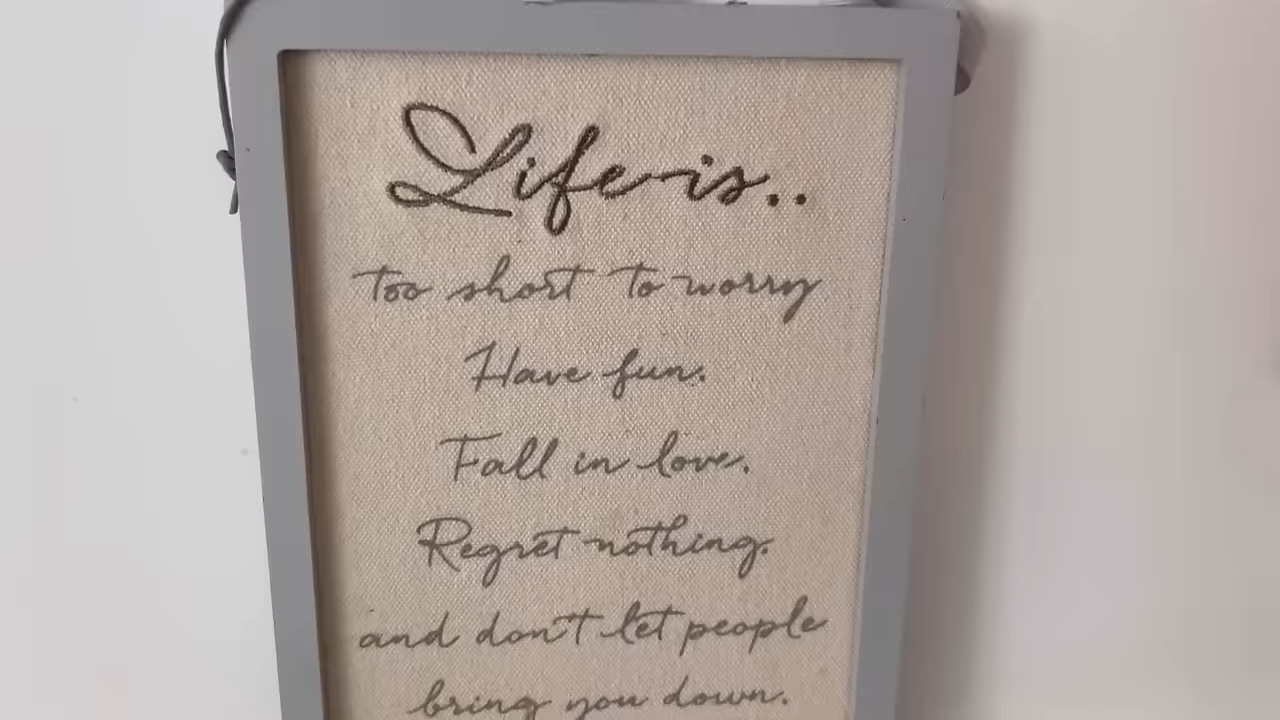 Life is..
too short to worry
Have fun.
Fall in love.
Regret nothing.
and don't let people
bring you down.